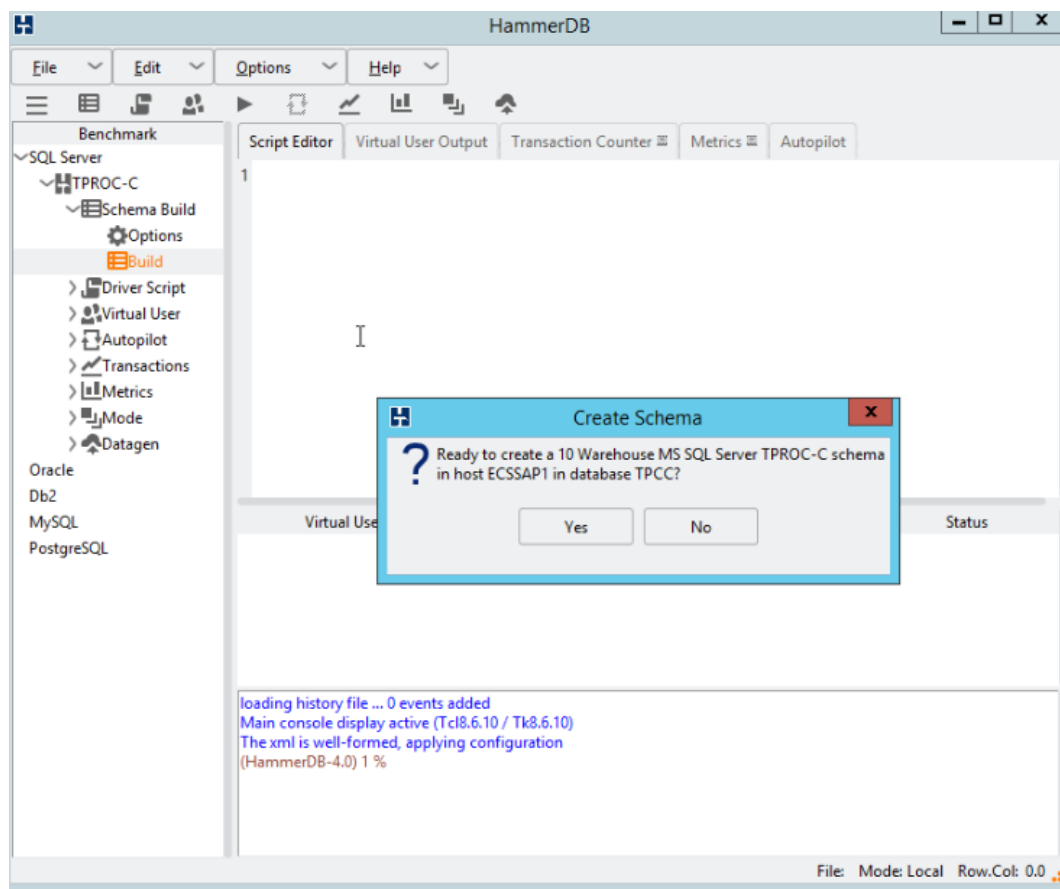 HammerDB
File Edit Options Help
Benchmark
SQL Server
TPROC-C
Schema Build
Options
Build
Driver Script
Virtual User
Autopilot
Transactions
Metrics
Mode
Datagen
Oracle
Db2
MySQL
PostgreSQL
Script Editor Virtual User Output Transaction Counter Metrics Autopilot
1
Create Schema
x
?
Ready to create a 10 Warehouse MS SQL Server TPROC-C schema
in host ECSSAP1 in database TPCC?
Yes No
Virtual Use Status
loading history file ... 0 events added
Main console display active (Tcl8.6.10 / Tk8.6.10)
The xml is well-formed, applying configuration
(HammerDB-4.0) 1 %
File: Mode: Local Row.Col: 0.0